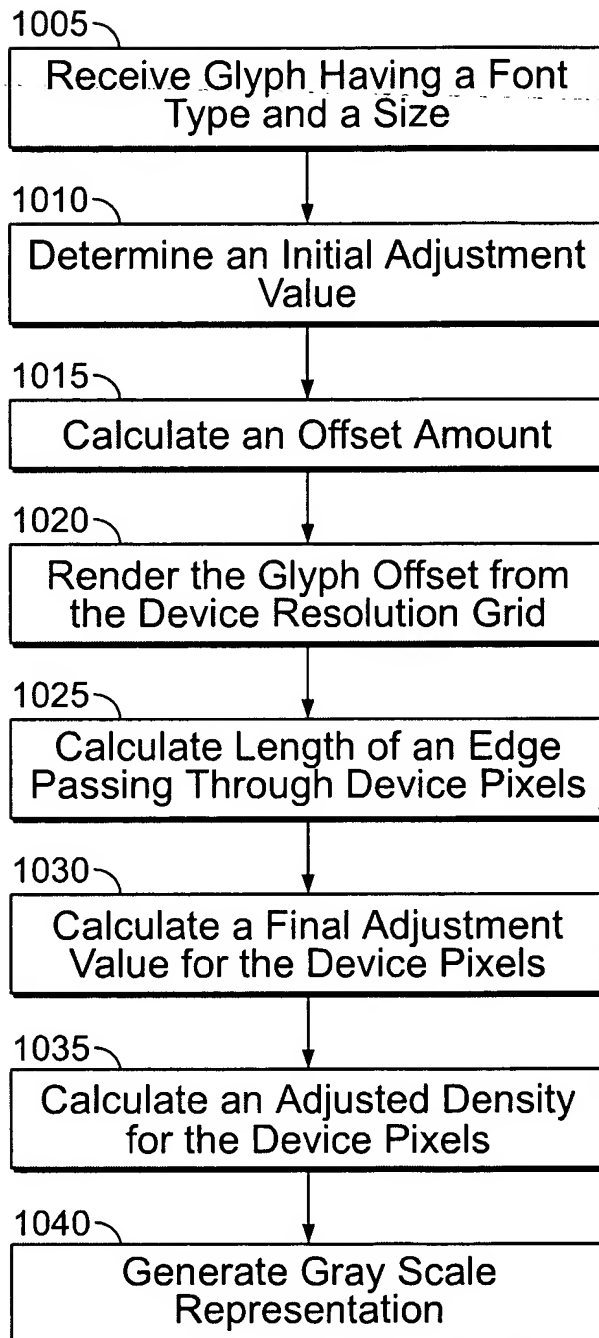 1005
Receive Glyph Having a Font
Type and a Size
1010
Determine an Initial Adjustment
Value
1015
Calculate an Offset Amount
1020
Render the Glyph Offset from
the Device Resolution Grid
1025
Calculate Length of an Edge
Passing Through Device Pixels
1030
Calculate a Final Adjustment
Value for the Device Pixels
1035
Calculate an Adjusted Density
for the Device Pixels
1040
Generate Gray Scale
Representation